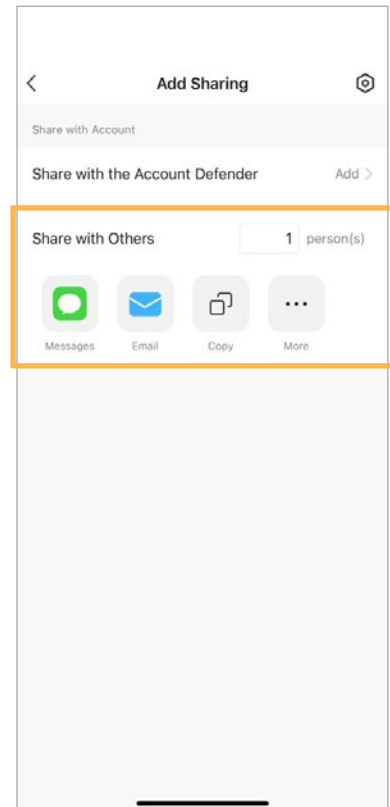 Add Sharing
Share with Account
Share with the Account Defender Add >
Share with Others 1 person(s)
Messages Email Copy More